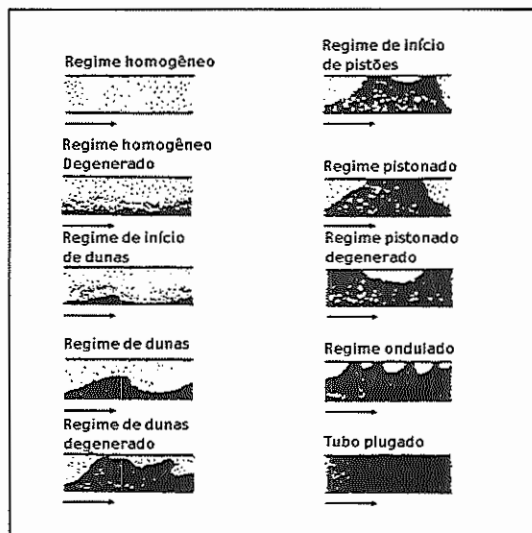 Regime homogêneo
Regime homogêneo
Degenerado
Regime de início
de dunas
Regime de dunas
Regime de dunas
degenerado
Regime de início
de pistões
Regime pistonado
Regime pistonado
degenerado
Regime ondulado
Tubo plugado